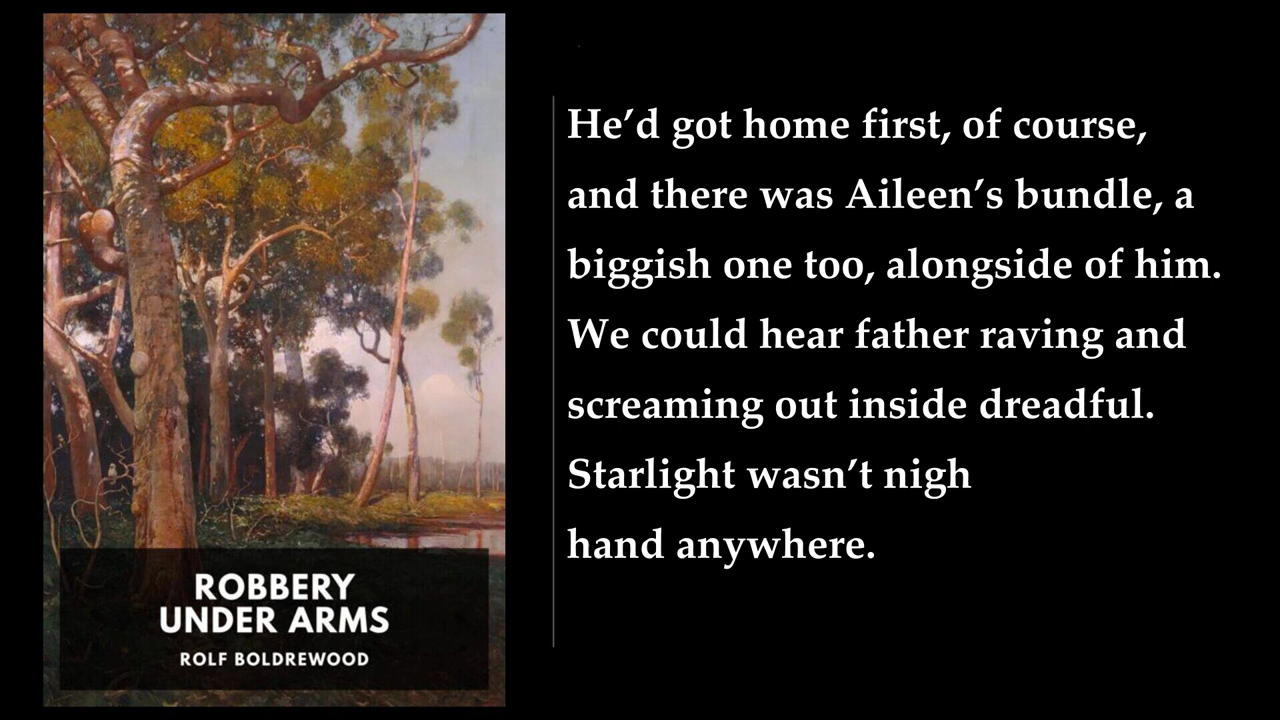 ROBBERY
UNDER ARMS
ROLF BOLDREWOOD
He’d got home first, of course,
and there was Aileen’s bundle, a
biggish one too, alongside of him.
We could hear father raving and
screaming out inside dreadful.
Starlight wasn’t nigh
hand anywhere.